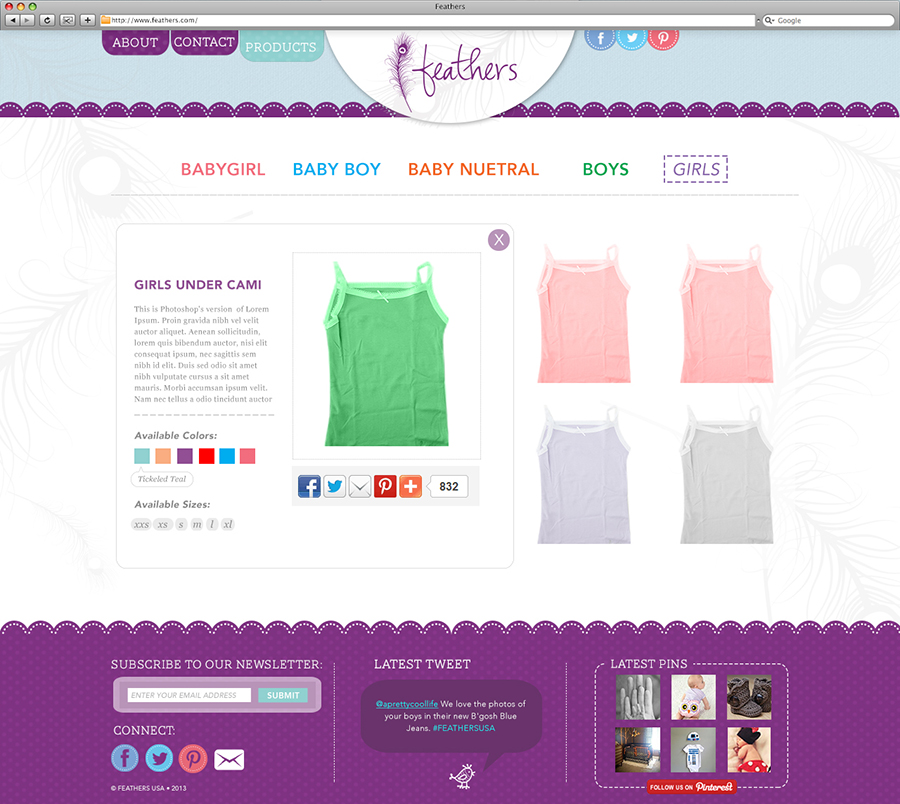 Feathers
http://www.feathers.com/
Google
ABOUT
CONTACT
PRODUCTS
feathers
BABYGIRL
BABY BOY
BABY NUETRAL
BOYS
GIRLS
X
GIRLS UNDER CAMI
This is Photoshop's version of Lorem
Ipsum. Proin gravida nibh vel velit
auctor aliquet. Aenean sollicitudin,
lorem quis bibendum auctor, nisi elit
consequat ipsum, nec sagittis sem
nibh id elit. Duis sed odio sit amet
nibh vulputate cursus a sit amet
mauris. Morbi accumsan ipsum velit.
Nam nec tellus a odio tincidunt auctor
Available Colors:
Tickeled Teal
Available Sizes:
xxs xs s m l xl
832
SUBSCRIBE TO OUR NEWSLETTER:
ENTER YOUR EMAIL ADDRESS
SUBMIT
CONNECT:
© FEATHERS USA • 2013
LATEST TWEET
@aprettycoollife We love the photos of
your boys in their new B'gosh Blue
Jeans. #FEATHERSUSA
LATEST PINS
FOLLOW US ON Pinterest